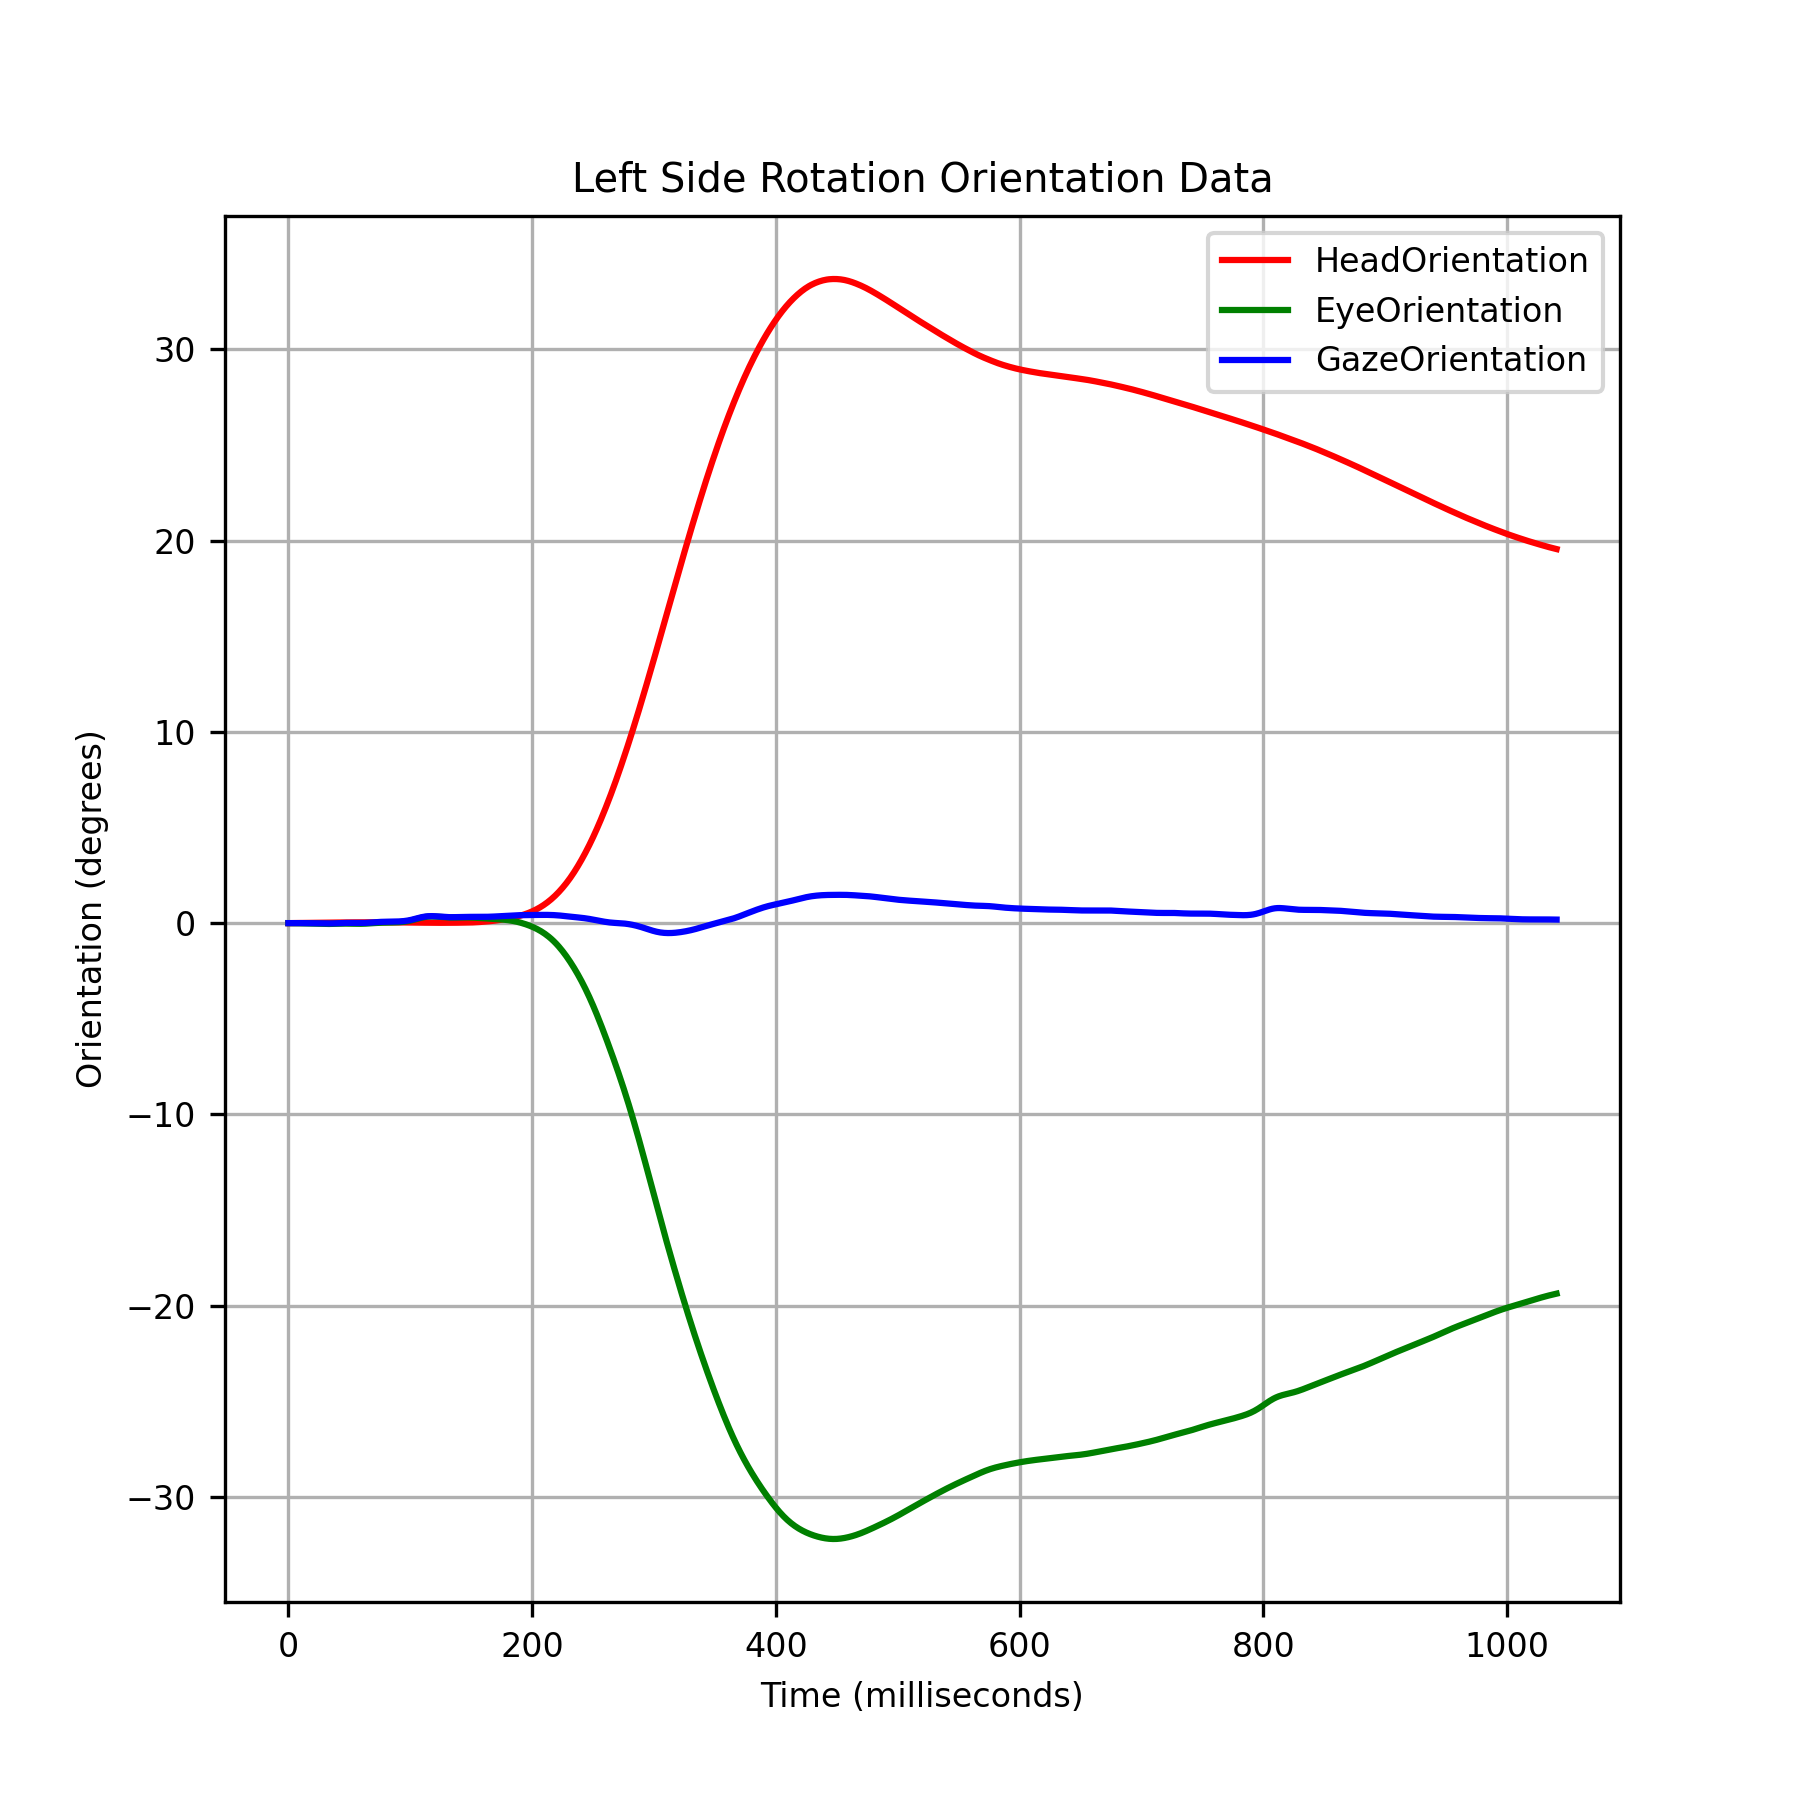 Left Side Rotation Orientation Data
HeadOrientation
EyeOrientation
GazeOrientation
30
20
10
0
−10
−20
−30
Orientation (degrees)
0 200 400 600 800 1000
Time (milliseconds)